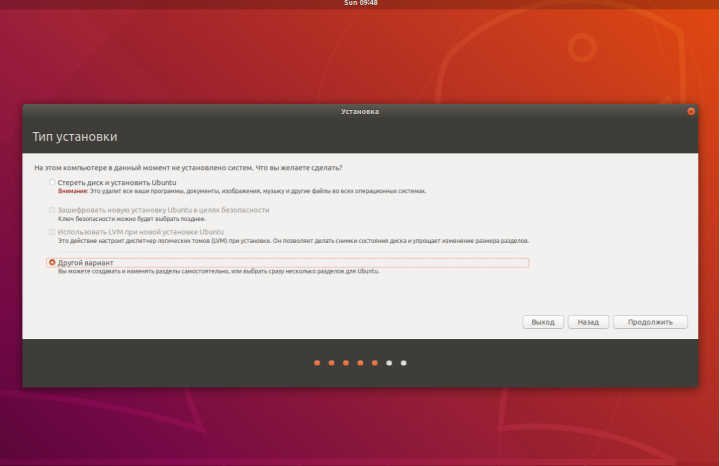 Sun 09:48
Установка
Тип установки
На этом компьютере в данный момент не установлено систем. Что вы желаете сделать?
Стереть диск и установить Ubuntu
Внимание: Это удалит все ваши программы, документы, изображения, музыку и другие файлы во всех операционных системах.
Зашифровать новую установку Ubuntu в целях безопасности
Ключ безопасности можно будет выбрать позднее.
Использовать LVM при новой установке Ubuntu
Это действие настроит диспетчер логических томов (LVM) при установке. Он позволяет делать снимки состояния диска и упрощает изменение размера разделов.
Другой вариант
Вы можете создавать и изменять разделы самостоятельно, или выбрать сразу несколько разделов для Ubuntu.
Выход Назад Продолжить